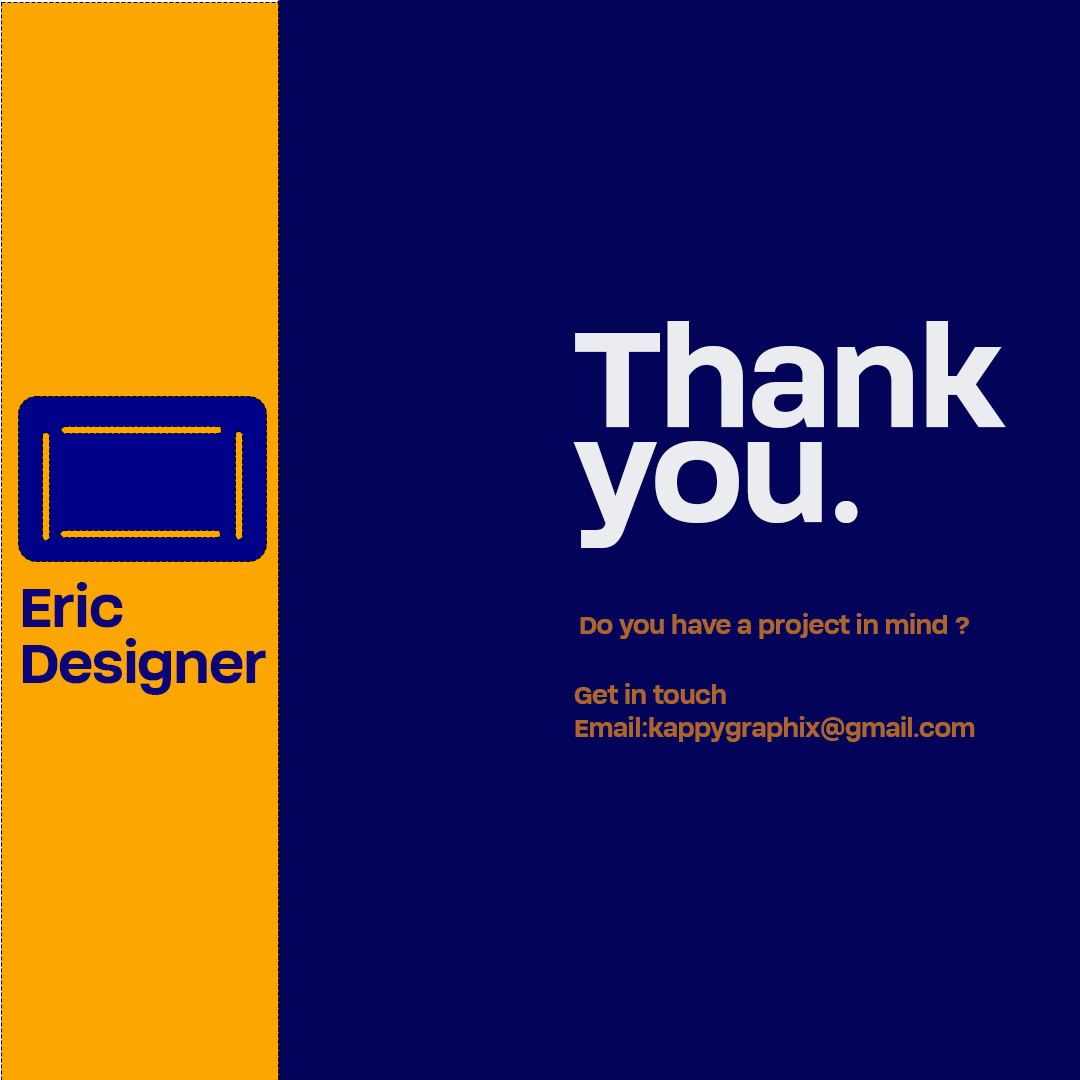 Eric
Designer
Thank
you.
Do you have a project in mind ?
Get in touch
Email:kappygraphix@gmail.com